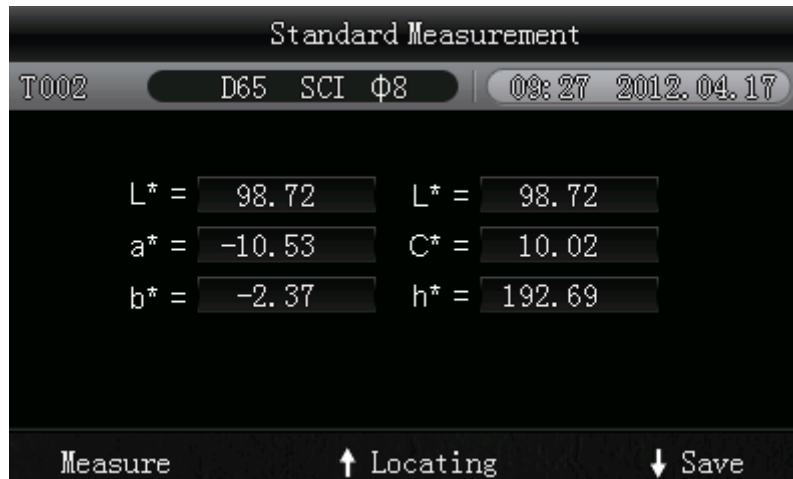 Standard Measurement
T002 D65 SCI Φ8 09:27 2012.04.17
L* = 98.72 L* = 98.72
a* = -10.53 C* = 10.02
b* = -2.37 h* = 192.69
Measure ↑ Locating ↓ Save